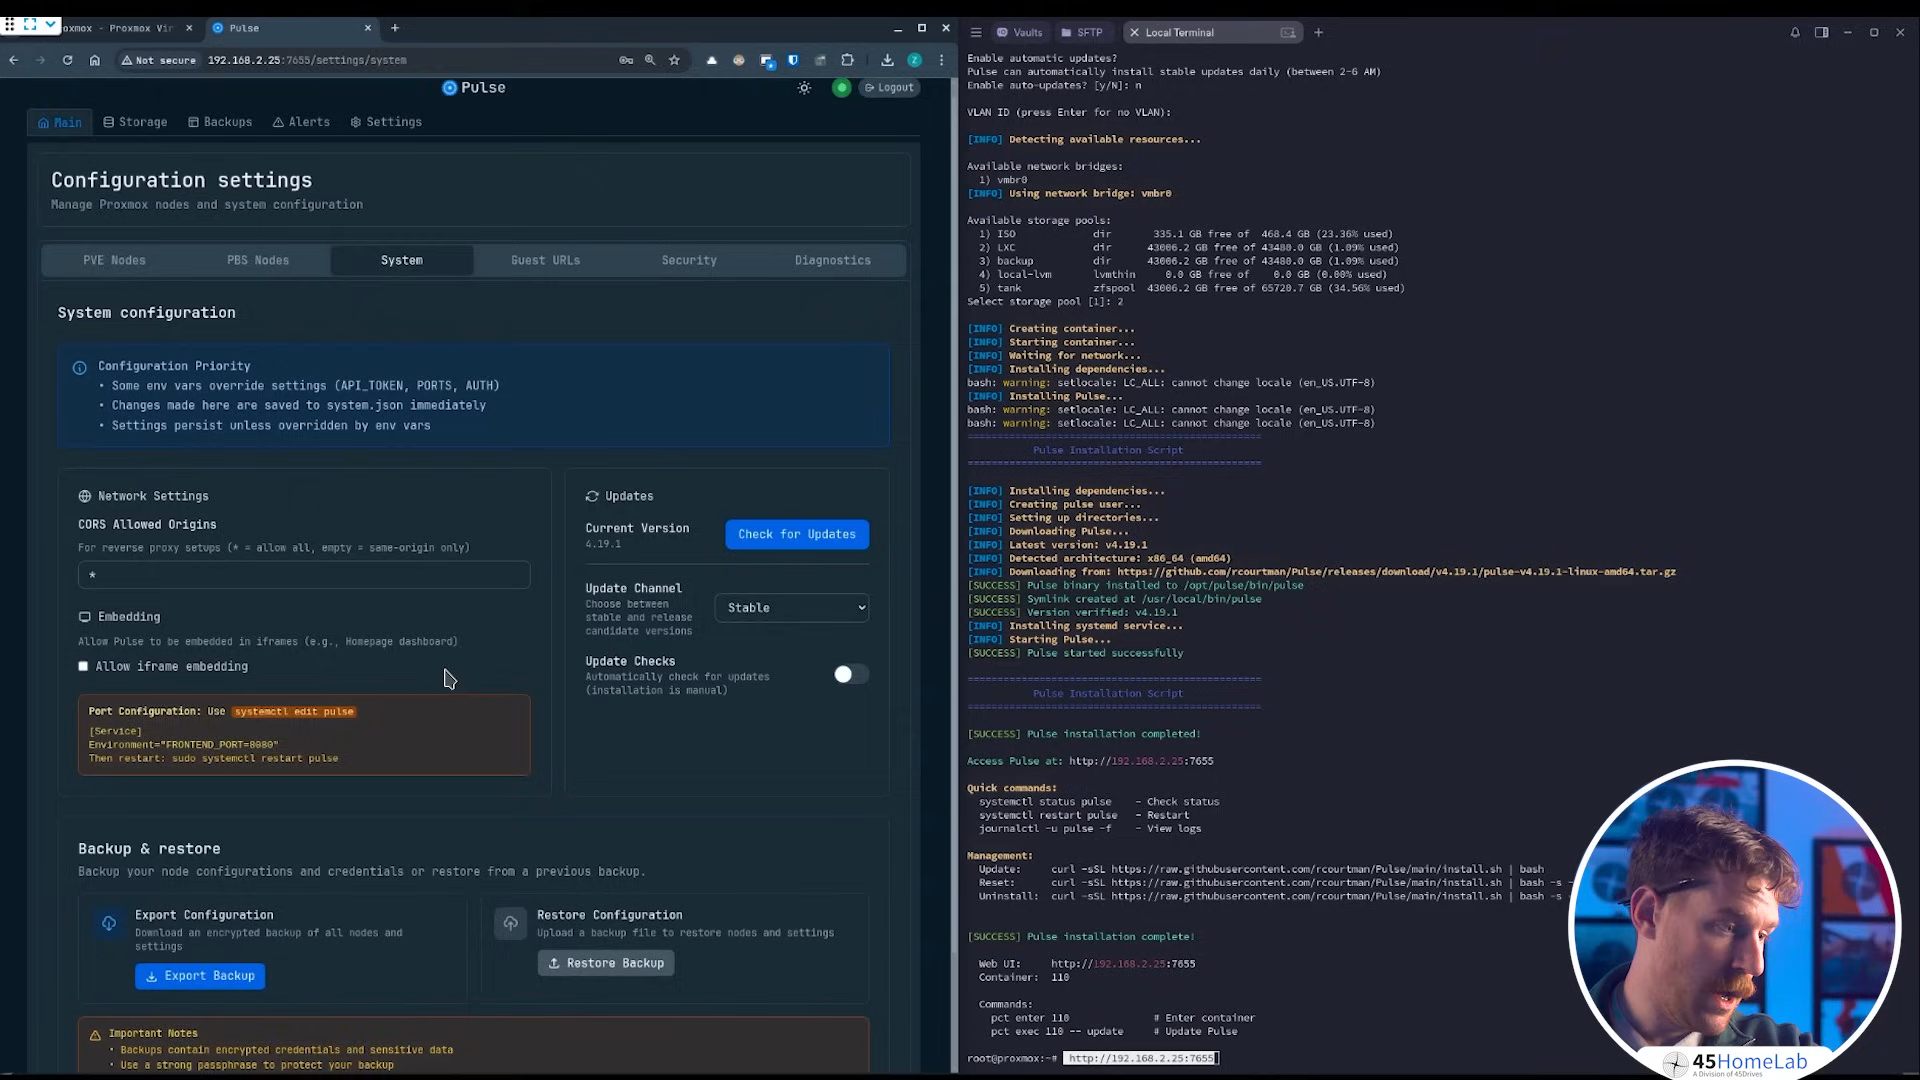 oxmox - Proxmox Vir
Pulse
Not secure
192.168.2.25:7655/settings/system
Pulse
Logout
Main
Storage
Backups
Alerts
Settings
Configuration settings
Manage Proxmox nodes and system configuration
PVE Nodes
PBS Nodes
System
Guest URLs
Security
Diagnostics
System configuration
Configuration Priority
• Some env vars override settings (API_TOKEN, PORTS, AUTH)
• Changes made here are saved to system.json immediately
• Settings persist unless overridden by env vars
Network Settings
CORS Allowed Origins
For reverse proxy setups (* = allow all, empty = same-origin only)
*
Embedding
Allow Pulse to be embedded in iframes (e.g., Homepage dashboard)
Allow iframe embedding
Port Configuration: Use systemctl edit pulse
[Service]
Environment="FRONTEND_PORT=8080"
Then restart: sudo systemctl restart pulse
Updates
Current Version
4.19.1
Check for Updates
Update Channel
Choose between
stable and release
candidate versions
Stable
Update Checks
Automatically check for updates
(installation is manual)
Backup & restore
Backup your node configurations and credentials or restore from a previous backup.
Export Configuration
Download an encrypted backup of all nodes and
settings
Export Backup
Restore Configuration
Upload a backup file to restore nodes and settings
Restore Backup
Important Notes
• Backups contain encrypted credentials and sensitive data
• Use a strong passphrase to protect your backup
Vaults
SFTP
Local Terminal
Enable automatic updates?
Pulse can automatically install stable updates daily (between 2-6 AM)
Enable auto-updates? [y/N]: n
VLAN ID (press Enter for no VLAN):
[INFO] Detecting available resources...
Available network bridges:
1) vmbr0
[INFO] Using network bridge: vmbr0
Available storage pools:
1) ISO dir 335.1 GB free of 468.4 GB (23.36% used)
2) LXC dir 43006.2 GB free of 43480.0 GB (1.09% used)
3) backup dir 43006.2 GB free of 43480.0 GB (1.09% used)
4) local-lvm lvmthin 0.0 GB free of 0.0 GB (0.00% used)
5) tank zfspool 43006.2 GB free of 65720.7 GB (34.56% used)
Select storage pool [1]: 2
[INFO] Creating container...
[INFO] Starting container...
[INFO] Waiting for network...
[INFO] Installing dependencies...
bash: warning: setlocale: LC_ALL: cannot change locale (en_US.UTF-8)
[INFO] Installing Pulse...
bash: warning: setlocale: LC_ALL: cannot change locale (en_US.UTF-8)
bash: warning: setlocale: LC_ALL: cannot change locale (en_US.UTF-8)
Pulse Installation Script
[INFO] Installing dependencies...
[INFO] Creating pulse user...
[INFO] Setting up directories...
[INFO] Downloading Pulse...
[INFO] Latest version: v4.19.1
[INFO] Detected architecture: x86_64 (amd64)
[INFO] Downloading from: https://github.com/rcourtman/Pulse/releases/download/v4.19.1/pulse-v4.19.1-linux-amd64.tar.gz
[SUCCESS] Pulse binary installed to /opt/pulse/bin/pulse
[SUCCESS] Symlink created at /usr/local/bin/pulse
[SUCCESS] Version verified: v4.19.1
[INFO] Installing systemd service...
[INFO] Starting Pulse...
[SUCCESS] Pulse started successfully
Pulse Installation Script
[SUCCESS] Pulse installation completed!
Access Pulse at: http://192.168.2.25:7655
Quick commands:
systemctl status pulse - Check status
systemctl restart pulse - Restart
journalctl -u pulse -f - View logs
Management:
Update: curl -sSL https://raw.githubusercontent.com/rcourtman/Pulse/main/install.sh | bash
Reset: curl -sSL https://raw.githubusercontent.com/rcourtman/Pulse/main/install.sh | bash -s -
Uninstall: curl -sSL https://raw.githubusercontent.com/rcourtman/Pulse/main/install.sh | bash -s
[SUCCESS] Pulse installation complete!
Web UI: http://192.168.2.25:7655
Container: 110
Commands:
pct enter 110 # Enter container
pct exec 110 -- update # Update Pulse
root@proxmox:~# http://192.168.2.25:7655
45HomeLab
A Division of 45Drives